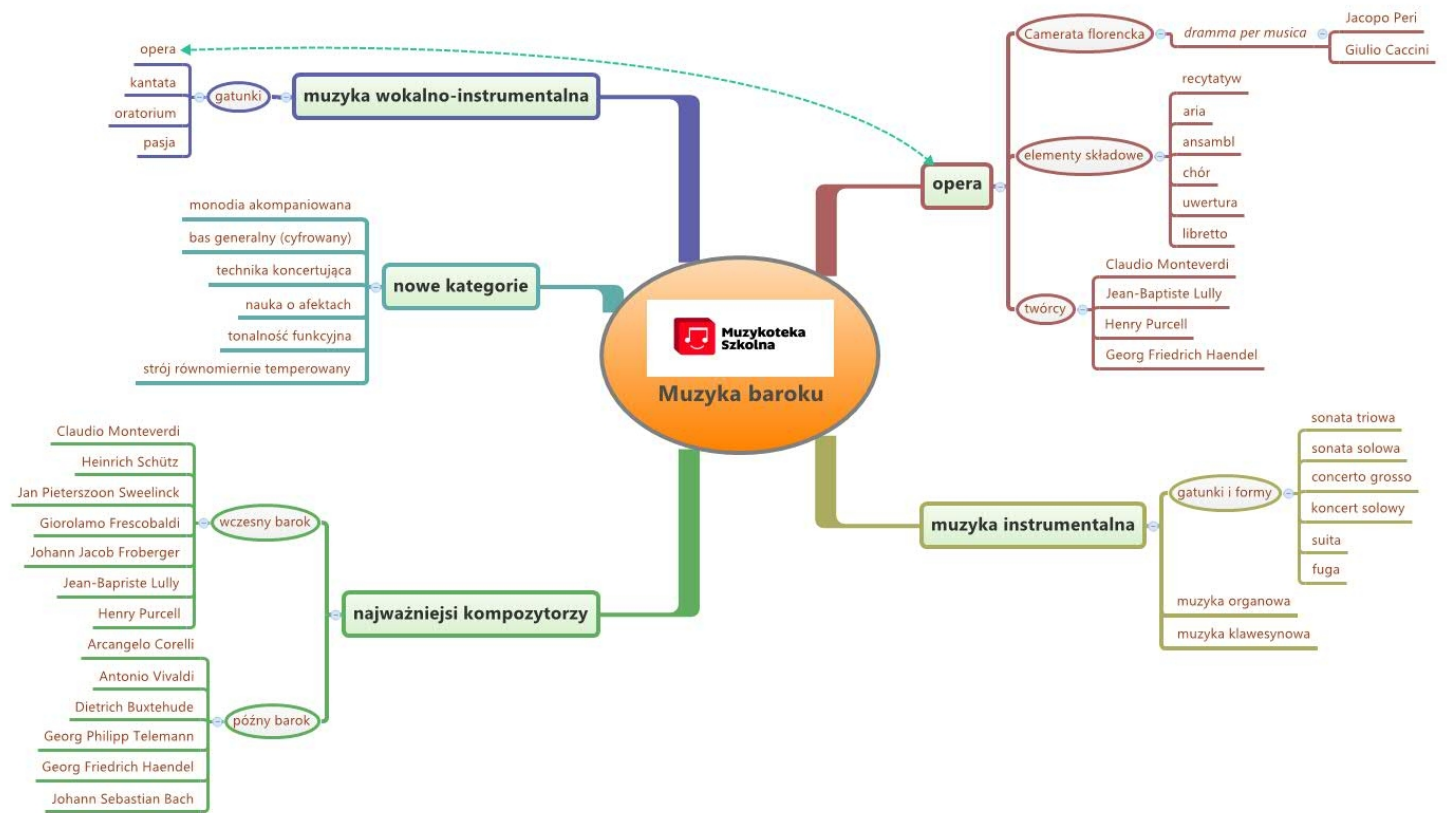 Muzykoteka
Szkolna
Muzyka baroku
muzyka wokalno-instrumentalna
gatunki
opera
kantata
oratorium
pasja
nowe kategorie
monodia akompaniowana
bas generalny (cyfrowany)
technika koncertująca
nauka o afektach
tonalność funkcyjna
strój równomiernie temperowany
najważniejsi kompozytorzy
wczesny barok
Claudio Monteverdi
Heinrich Schütz
Jan Pieterszoon Sweelinck
Giorolamo Frescobaldi
Johann Jacob Froberger
Jean-Bapriste Lully
Henry Purcell
późny barok
Arcangelo Corelli
Antonio Vivaldi
Dietrich Buxtehude
Georg Philipp Telemann
Georg Friedrich Haendel
Johann Sebastian Bach
opera
Camerata florencka
dramma per musica
Jacopo Peri
Giulio Caccini
elementy składowe
recytatyw
aria
ansambl
chór
uwertura
libretto
twórcy
Claudio Monteverdi
Jean-Baptiste Lully
Henry Purcell
Georg Friedrich Haendel
muzyka instrumentalna
gatunki i formy
sonata triowa
sonata solowa
concerto grosso
koncert solowy
suita
fuga
muzyka organowa
muzyka klawesynowa